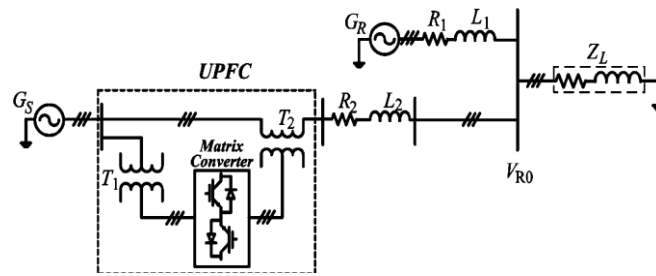 G_R R_1 L_1
Z_L
UPFC
G_S T_2 R_2 L_2
Matrix
Converter
T_1
V_R0